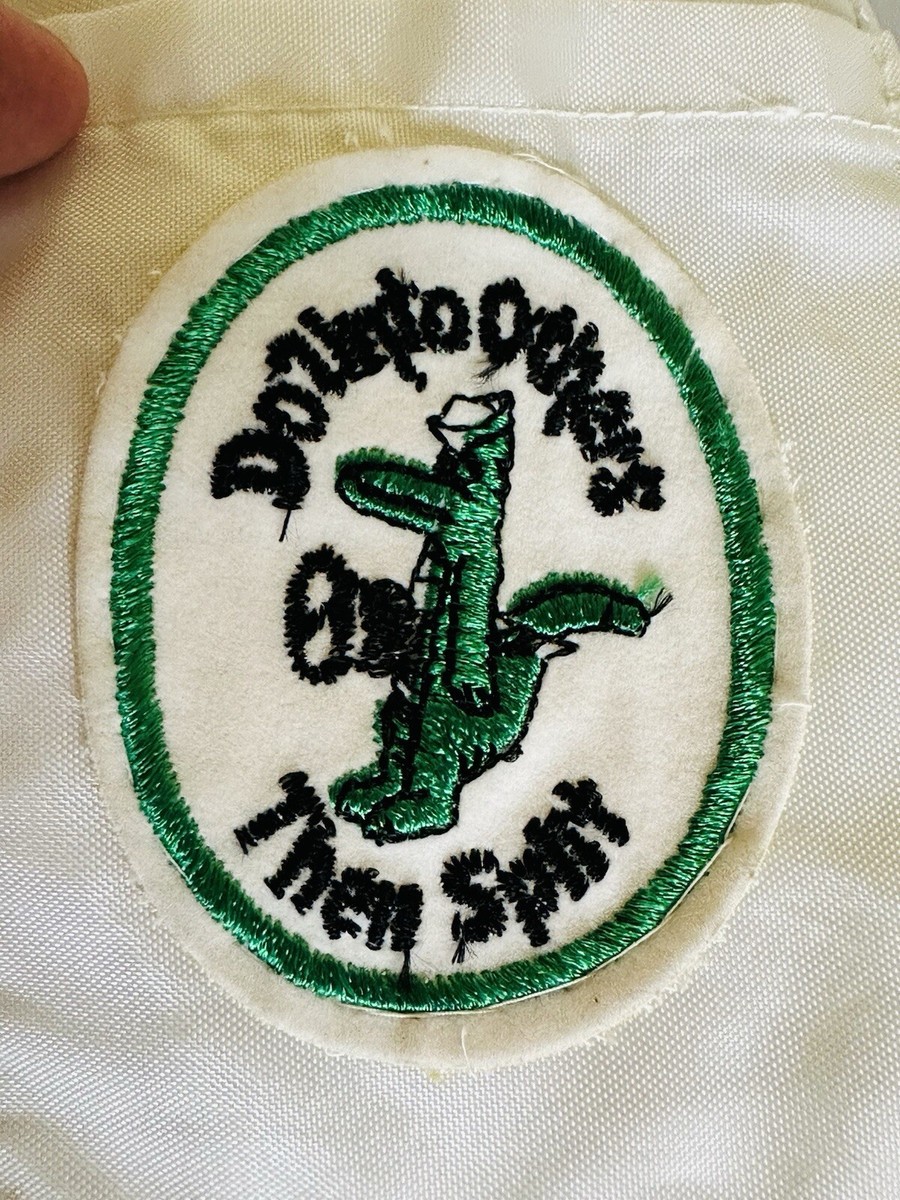 Do Unto Others
Then Split